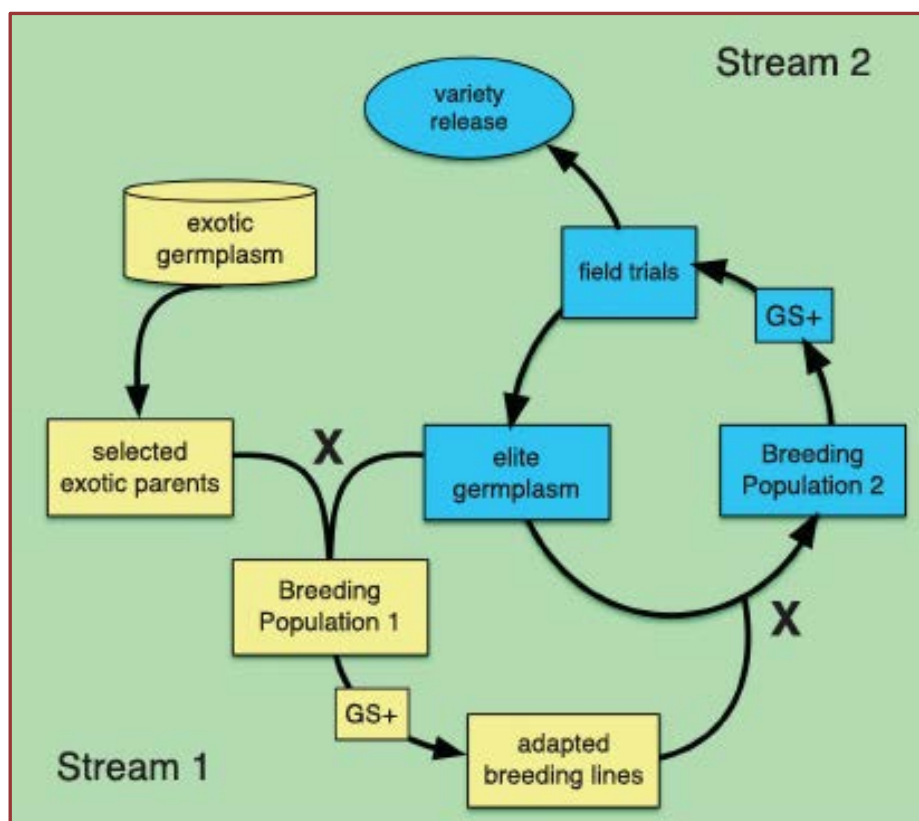 Stream 2
variety
release
exotic
germplasm
field trials
GS+
selected
exotic parents
X
elite
germplasm
Breeding
Population 2
Breeding
Population 1
X
GS+
adapted
breeding lines
Stream 1